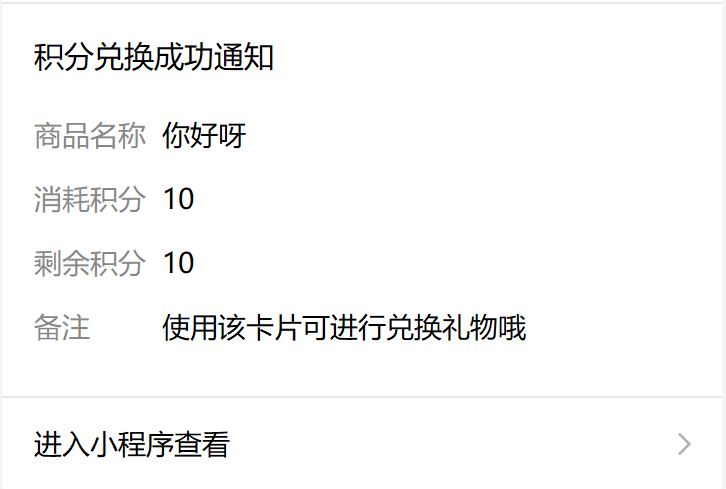 积分兑换成功通知
商品名称 你好呀
消耗积分 10
剩余积分 10
备注 使用该卡片可进行兑换礼物哦
进入小程序查看